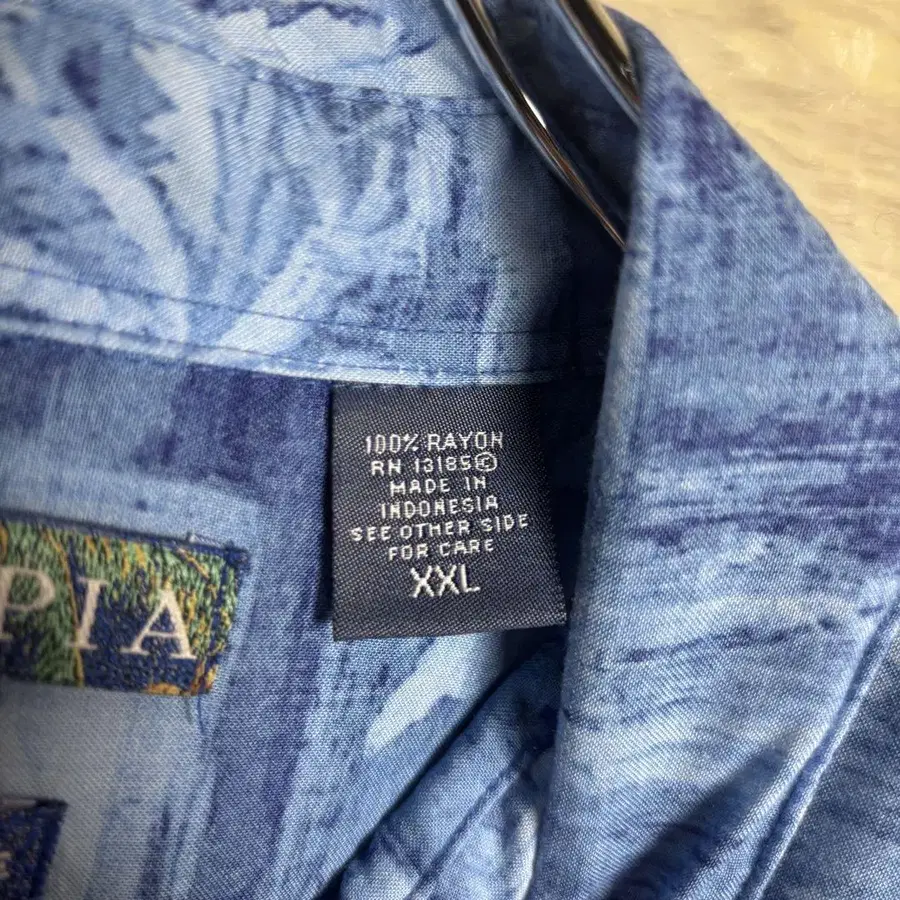 100% RAYON
RN 13185©
MADE IN
INDONESIA
SEE OTHER SIDE
FOR CARE
XXL
PIA